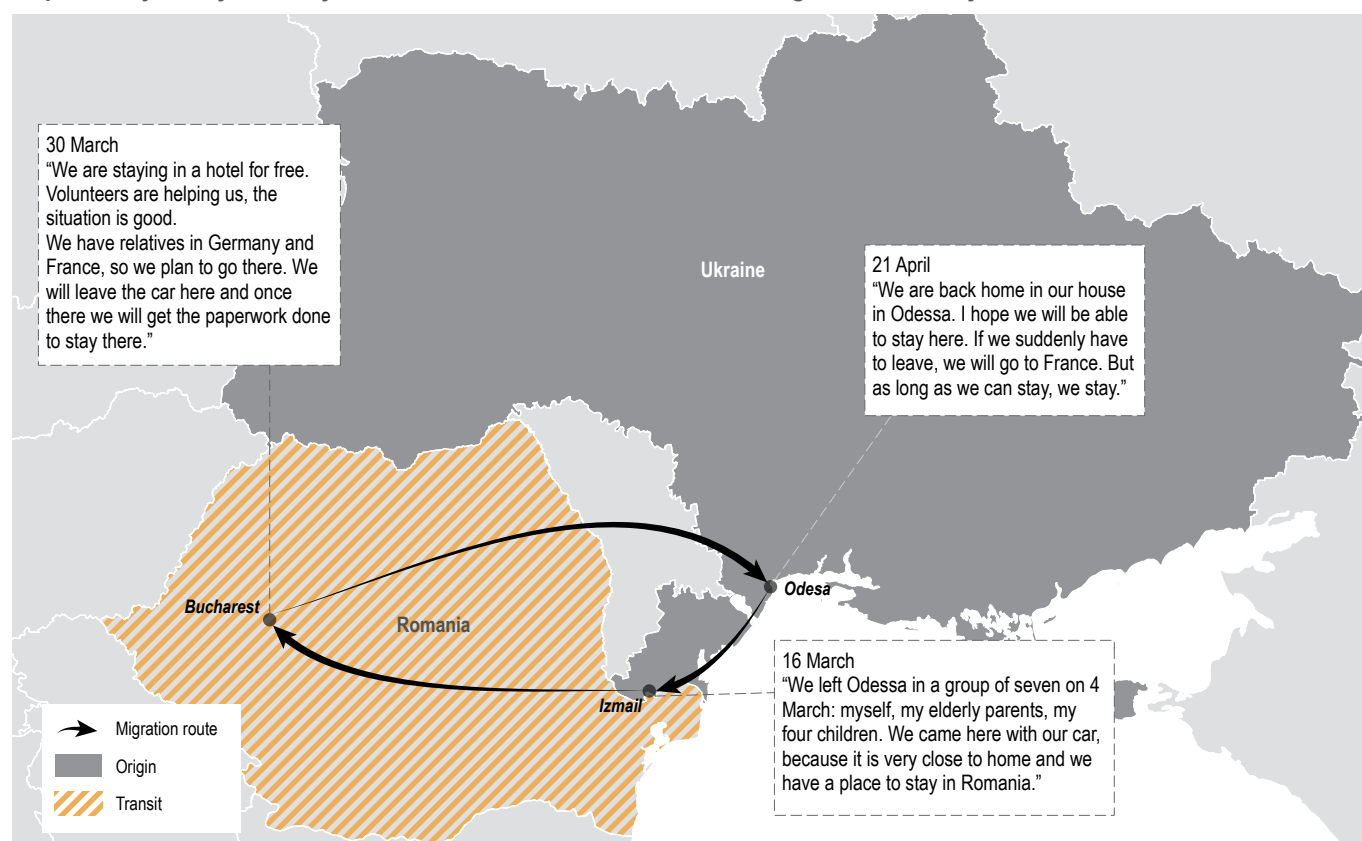 30 March
“We are staying in a hotel for free.
Volunteers are helping us, the
situation is good.
We have relatives in Germany and
France, so we plan to go there. We
will leave the car here and once
there we will get the paperwork done
to stay there.”
Ukraine
21 April
“We are back home in our house
in Odessa. I hope we will be able
to stay here. If we suddenly have
to leave, we will go to France. But
as long as we can stay, we stay.”
Bucharest
Romania
Odesa
Izmail
16 March
“We left Odessa in a group of seven on 4
March: myself, my elderly parents, my
four children. We came here with our car,
because it is very close to home and we
have a place to stay in Romania.”
Migration route
Origin
Transit